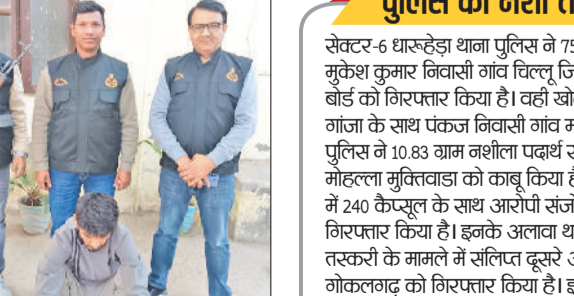 पुलिस की नशा
सेक्टर-6 धारूहेड़ा थाना पुलिस ने 75
मुकेश कुमार निवासी गांव चिल्लू जि
बोर्ड को गिरफ्तार किया है। वही खो
गांजा के साथ पंकज निवासी गांव म
पुलिस ने 10.83 ग्राम नशीला पदार्थ स
मोहल्ला मुक्तिवाडा को काबू किया है
में 240 कैप्सूल के साथ आरोपी संजो
गिरफ्तार किया है। इनके अलावा था
तस्करी के मामले में संलिप्त दूसरे
गोकलगढ़ को गिरफ्तार किया है।